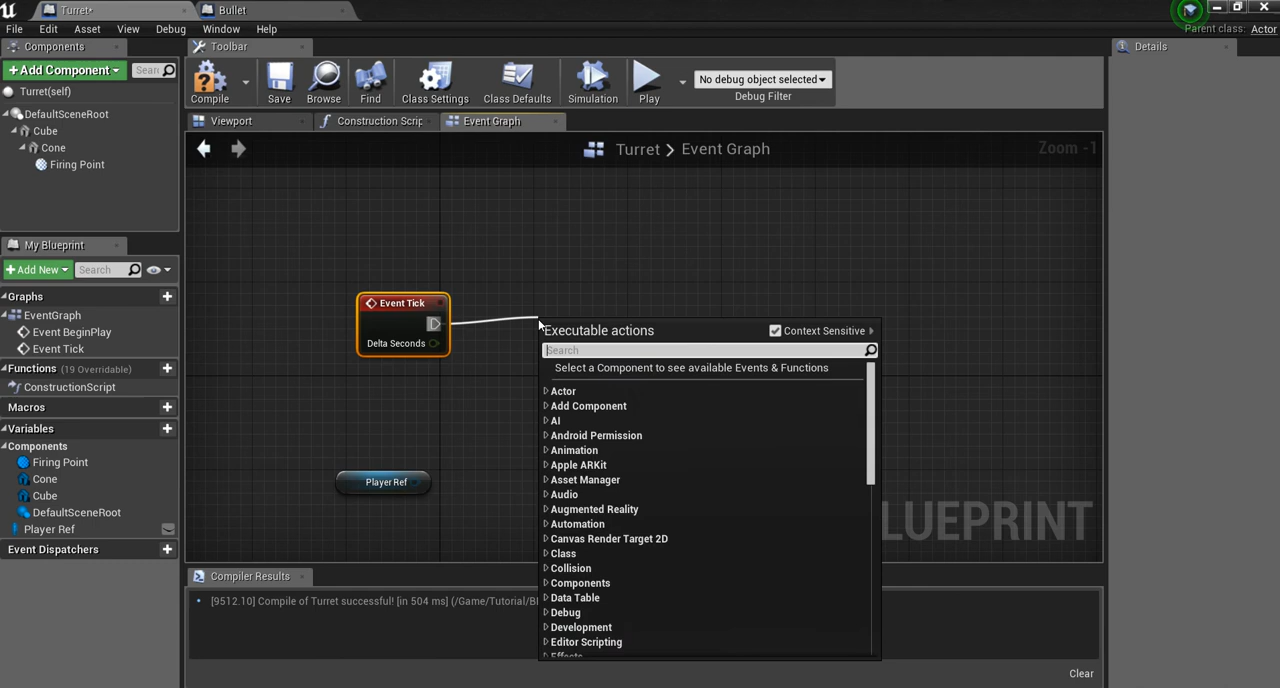 Turret*
Bullet
File Edit Asset View Debug Window Help
Parent class: Actor
Components
Toolbar
Details
+Add Component
Sear
Turret(self)
DefaultSceneRoot
Cube
Cone
Firing Point
Compile
Save
Browse
Find
Class Settings
Class Defaults
Simulation
Play
No debug object selected
Debug Filter
Viewport
Construction Scrip
Event Graph
Turret > Event Graph
Zoom -1
My Blueprint
+Add New
Search
Graphs
EventGraph
Event BeginPlay
Event Tick
Functions (19 Overridable)
ConstructionScript
Macros
Variables
Components
Firing Point
Cone
Cube
DefaultSceneRoot
Player Ref
Event Dispatchers
Event Tick
Delta Seconds
Player Ref
Executable actions
Context Sensitive
Search
Select a Component to see available Events & Functions
Actor
Add Component
AI
Android Permission
Animation
Apple ARKit
Asset Manager
Audio
Augmented Reality
Automation
Canvas Render Target 2D
Class
Collision
Components
Data Table
Debug
Development
Editor Scripting
Effects
LUEPRINT
Compiler Results
[9512.10] Compile of Turret successful! [in 504 ms] (/Game/Tutorial/Bl
Clear